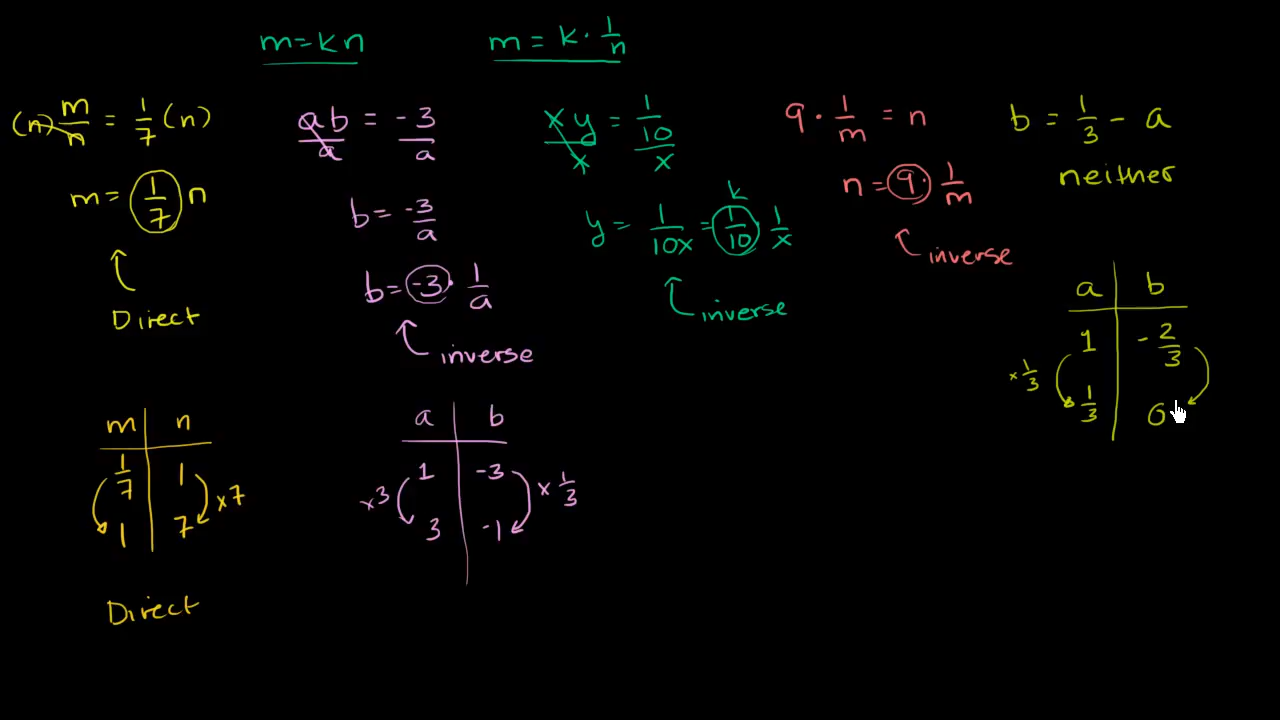 m = kn
m = k · 1/n
(n) m/n = 1/7 (n)
m = 1/7 n
Direct
m n
1/7 1
1 7
×7
Direct
ab/a = -3/a
b = -3/a
b = -3 · 1/a
inverse
a b
1 -3
3 -1
×3
× 1/3
xy/x = 1/10/x
k
y = 1/10x = 1/10 · 1/x
inverse
9 · 1/m = n
n = 9 · 1/m
inverse
b = 1/3 - a
neither
a b
1 -2/3
1/3 0
× 1/3